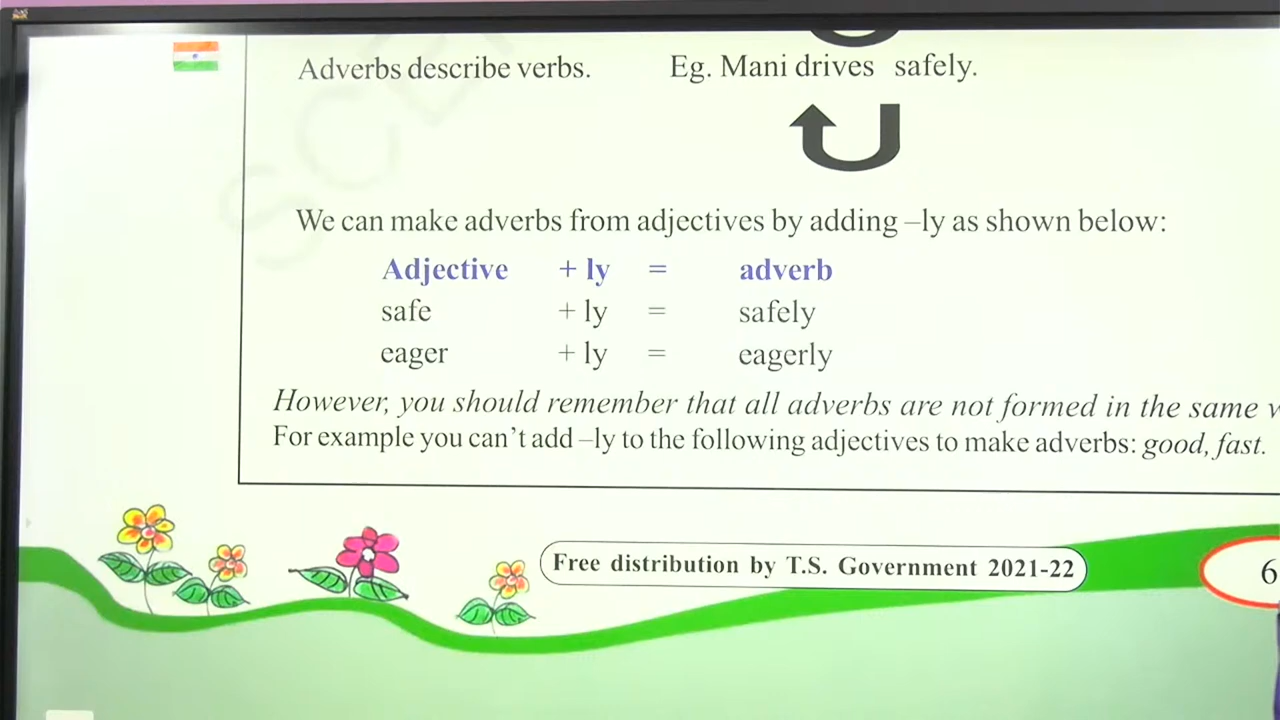 Adverbs describe verbs. Eg. Mani drives safely.
We can make adverbs from adjectives by adding –ly as shown below:
Adjective + ly = adverb
safe + ly = safely
eager + ly = eagerly
However, you should remember that all adverbs are not formed in the same
For example you can't add –ly to the following adjectives to make adverbs: good, fast.
Free distribution by T.S. Government 2021-22
6